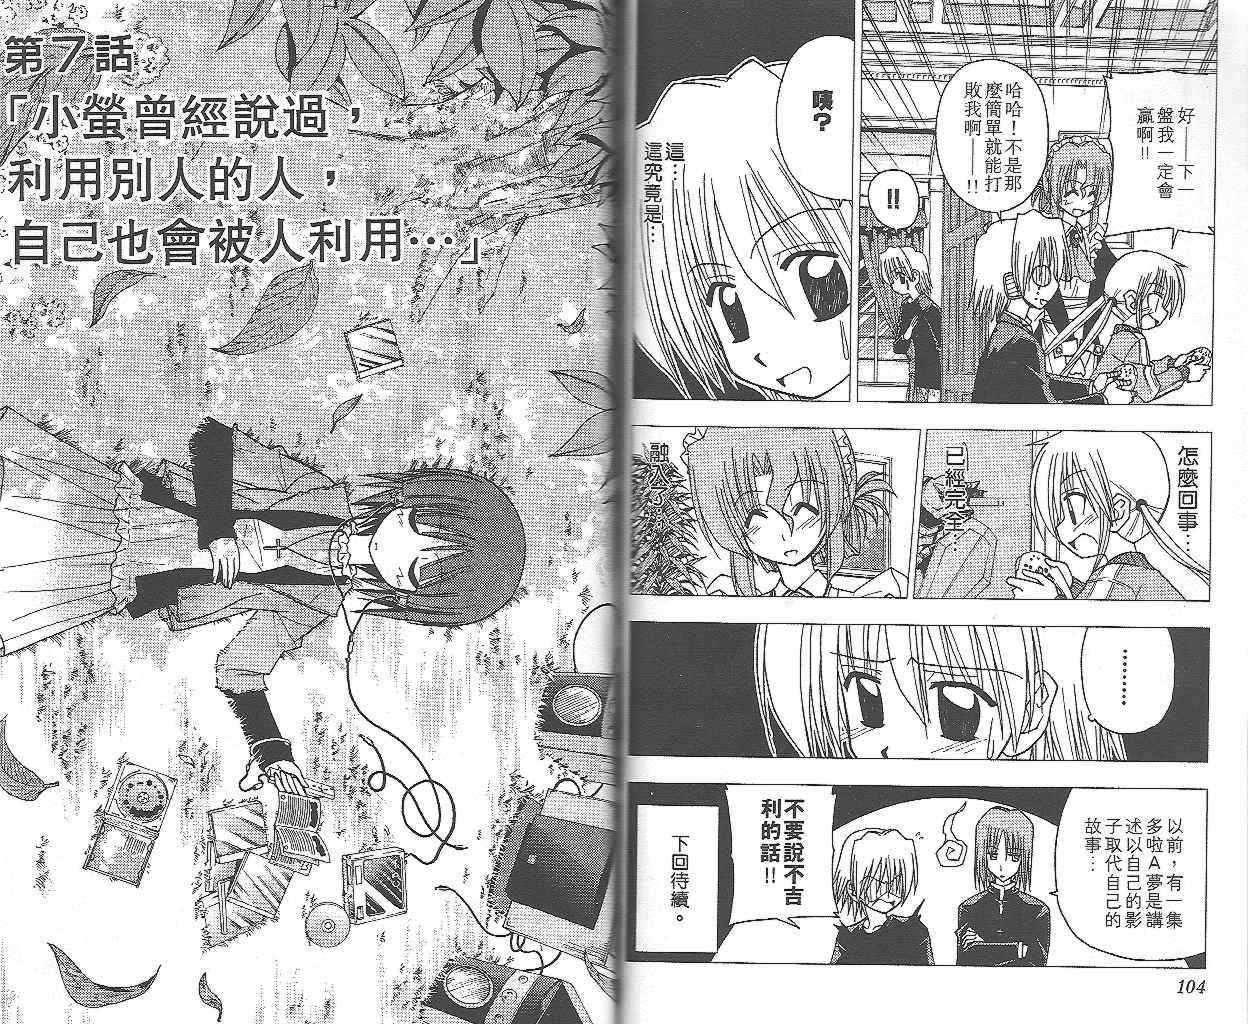 好——下一
盤我一定會
贏啊!!
哈哈！不是那
麼簡單就能打
敗我啊——!!
!!
咦？
這…
這究竟是…
怎麼回事…
已經完全…
融入了…
………
以前，有一集
多啦A夢是講
述以自己的影
子取代自己的
故事…
不要說不吉
利的話!!
下回待續。
104
第7話
「小螢曾經說過，
利用別人的人，
自己也會被人利用…」